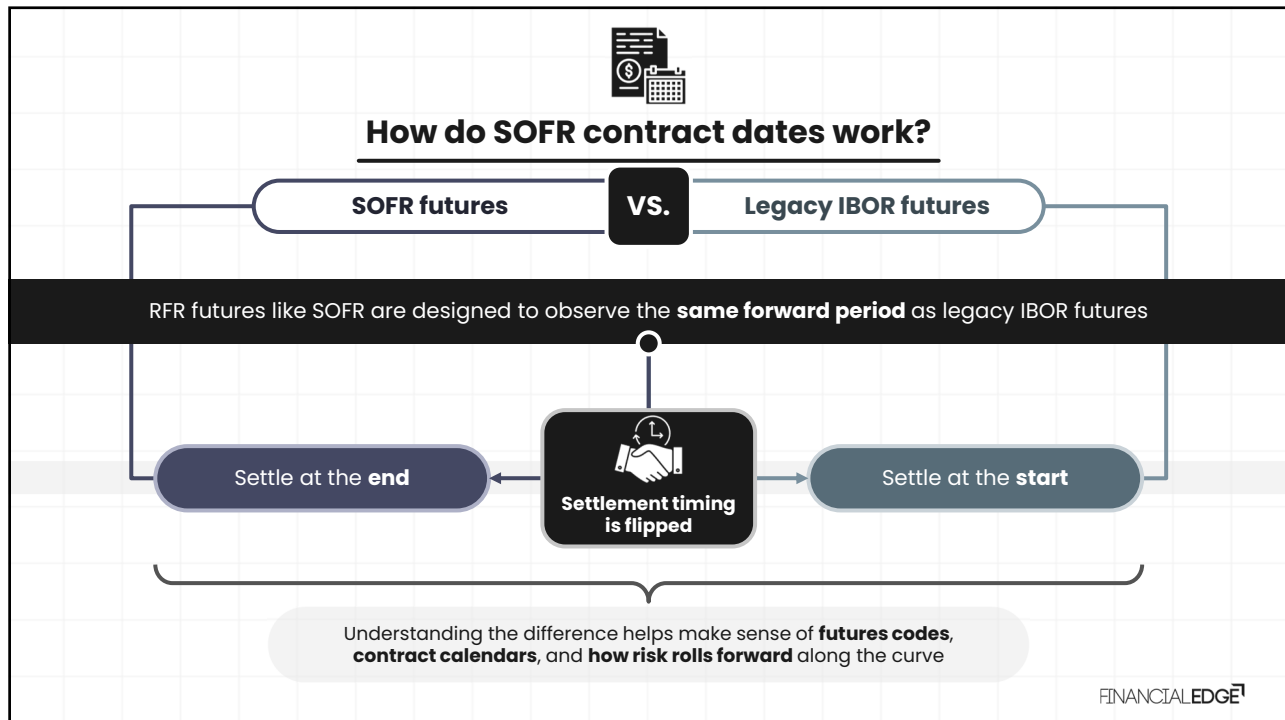 $
How do SOFR contract dates work?
SOFR futures
VS.
Legacy IBOR futures
RFR futures like SOFR are designed to observe the same forward period as legacy IBOR futures
Settle at the end
Settlement timing
is flipped
Settle at the start
Understanding the difference helps make sense of futures codes,
contract calendars, and how risk rolls forward along the curve
FINANCIALEDGE